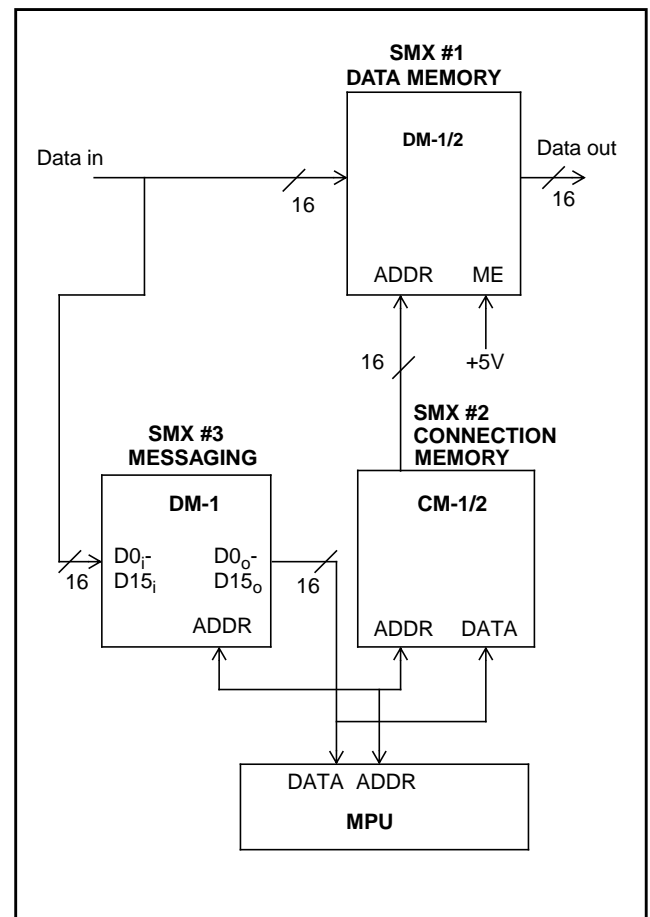 SMX #1
DATA MEMORY
DM-1/2
Data in
Data out
16
16
ADDR ME
16
+5V
SMX #2
CONNECTION
MEMORY
SMX #3
MESSAGING
DM-1
CM-1/2
D0i- D0o-
D15i D15o
16
16
ADDR
ADDR DATA
DATA ADDR
MPU